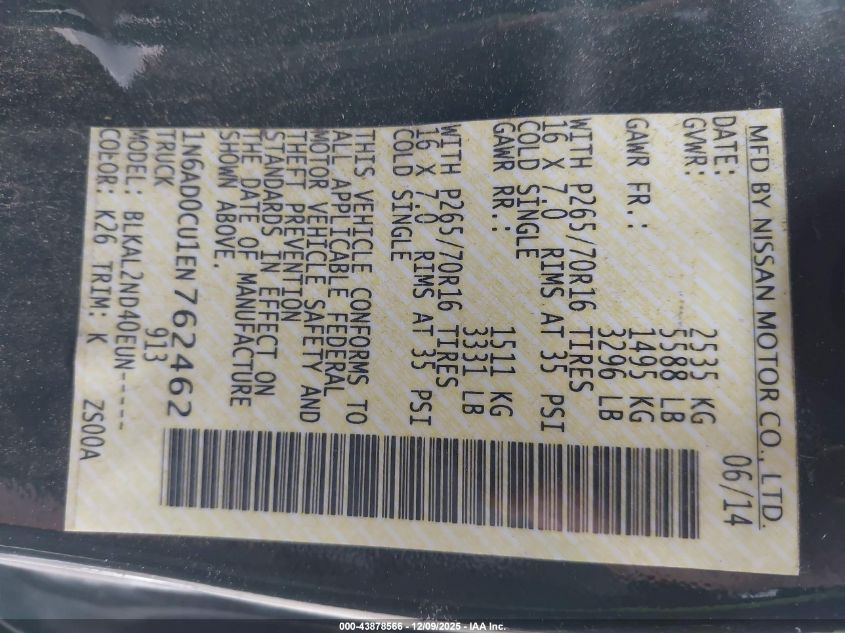 MFD BY NISSAN MOTOR CO., LTD.
DATE: 06/14
GVWR: 2535 KG
5588 LB
GAWR FR.: 1495 KG
3296 LB
WITH P265/70R16 TIRES
16 X 7.0 RIMS AT 35 PSI
COLD SINGLE
GAWR RR.: 1511 KG
3331 LB
WITH P265/70R16 TIRES
16 X 7.0 RIMS AT 35 PSI
COLD SINGLE
THIS VEHICLE CONFORMS TO
ALL APPLICABLE FEDERAL
MOTOR VEHICLE SAFETY AND
THEFT PREVENTION
STANDARDS IN EFFECT ON
THE DATE OF MANUFACTURE
SHOWN ABOVE.
1N6AD0CU1EN762462
TRUCK 913
MODEL: BLKAL2ND40EUN-----
COLOR: K26 TRIM: K ZS00A
000-43878566 - 12/09/2025 - IAA Inc.